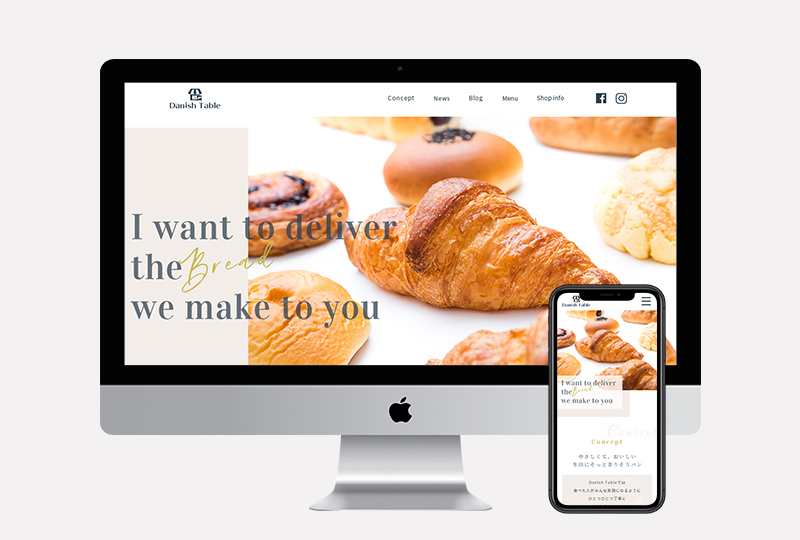 Danish Table
Concept
News
Blog
Menu
Shop info
I want to deliver
the Bread
we make to you
Danish Table
I want to deliver
the Bread
we make to you
Concept
Concept
やさしくて、おいしい
生活にそっと寄りそうパン
Danish Tableでは
食べた人がみんな笑顔になるように
ひとつひとつ丁寧に